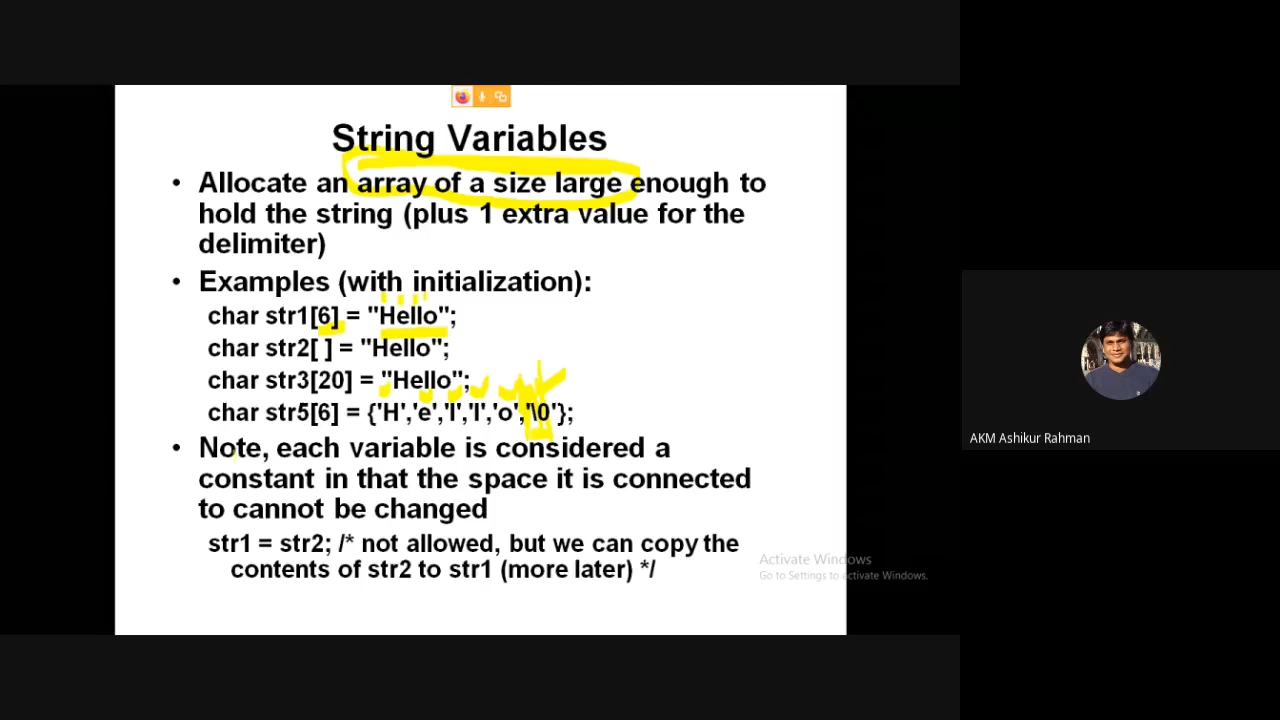 String Variables
• Allocate an array of a size large enough to
hold the string (plus 1 extra value for the
delimiter)
• Examples (with initialization):
char str1[6] = "Hello";
char str2[ ] = "Hello";
char str3[20] = "Hello";
char str5[6] = {'H','e','l','l','o','\0'};
• Note, each variable is considered a
constant in that the space it is connected
to cannot be changed
str1 = str2; /* not allowed, but we can copy the
contents of str2 to str1 (more later) */
Activate Windows
Go to Settings to activate Windows.
AKM Ashikur Rahman